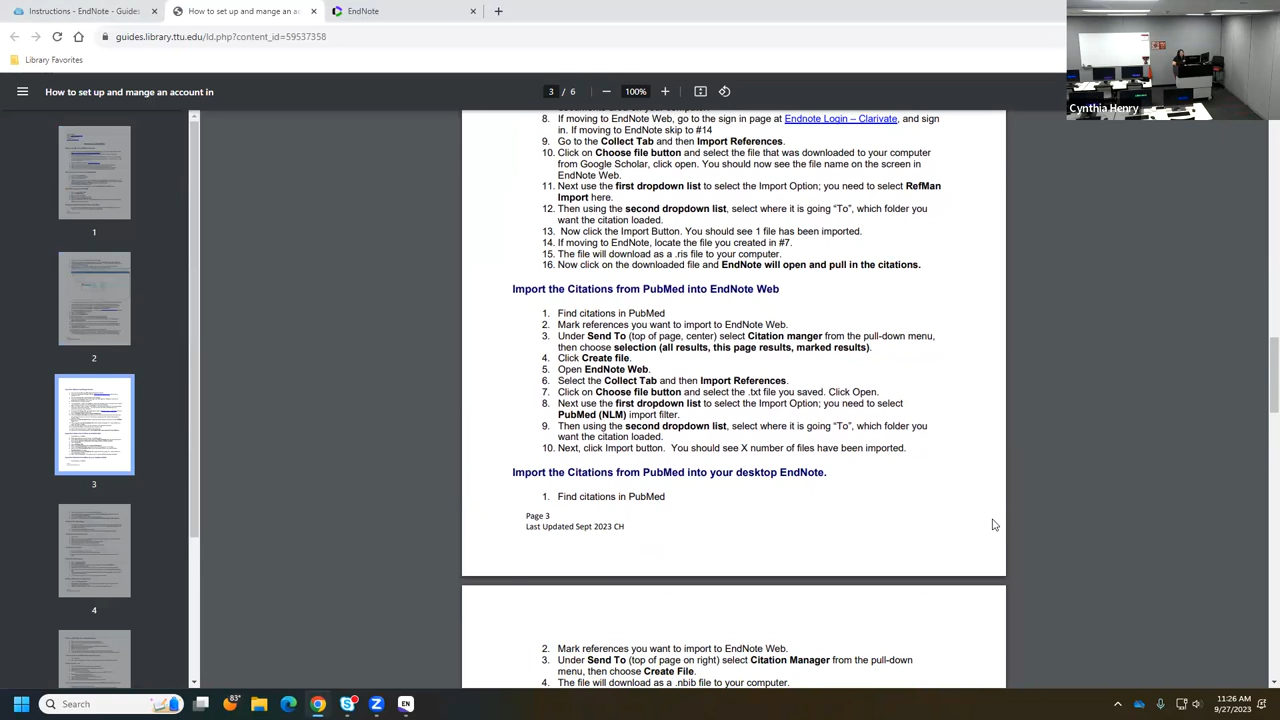 Instructions - EndNote - Guides
How to set up and mange an acc
EndNote
guides.library.ttu.edu/ld.php?content_id=59537358
Library Favorites
How to set up and mange an account in
3 / 6
100%
Cynthia Henry
8. If moving to EndNote Web, go to the sign in page at Endnote Login – Clarivate, and sign
in. If moving to EndNote skip to #14
9. Go to the Collect Tab and then Import References.
10. Click on Choose file button and select the file that was downloaded to your computer
from Google Scholar, click open. You should now see the file name on the screen in
EndNote Web.
11. Next use the first dropdown list to select the Import Option; you need to select RefMan
Import here.
12. Then using the second dropdown list, select where it is going “To”, which folder you
want the citation loaded.
13. Now click the Import Button. You should see 1 file has been imported.
14. If moving to EndNote, locate the file you created in #7.
15. The file will download as a .ris file to your computer.
16. Now click on the downloaded file and EndNote will open and pull in the citations.
Import the Citations from PubMed into EndNote Web
1. Find citations in PubMed
2. Mark references you want to import to EndNote Web.
3. Under Send To (top of page, center) select Citation manger from the pull-down menu,
then choose selection (all results, this page results, marked results).
4. Click Create file.
5. Open EndNote Web.
6. Select the Collect Tab and then Import References.
7. Click on Choose file button and select the .txt file you saved. Click Open.
8. Next use the first dropdown list to select the Import Option; you need to select
PubMed (NLM) import filter.
9. Then using the second dropdown list, select where it is going “To”, which folder you
want the citation loaded.
10. Next, click Import button. You should see X number of files have been imported.
Import the Citations from PubMed into your desktop EndNote.
1. Find citations in PubMed
Page 3
Last Updated Sept 2023 CH
2. Mark references you want to import to EndNote Web.
3. Under Send To (top of page on right) select Citation Manager from the pull-down
menu, then choose Create File.
4. The file will download as a .nbib file to your computer.
1
2
3
4
Search
83°
EN
11:26 AM
9/27/2023